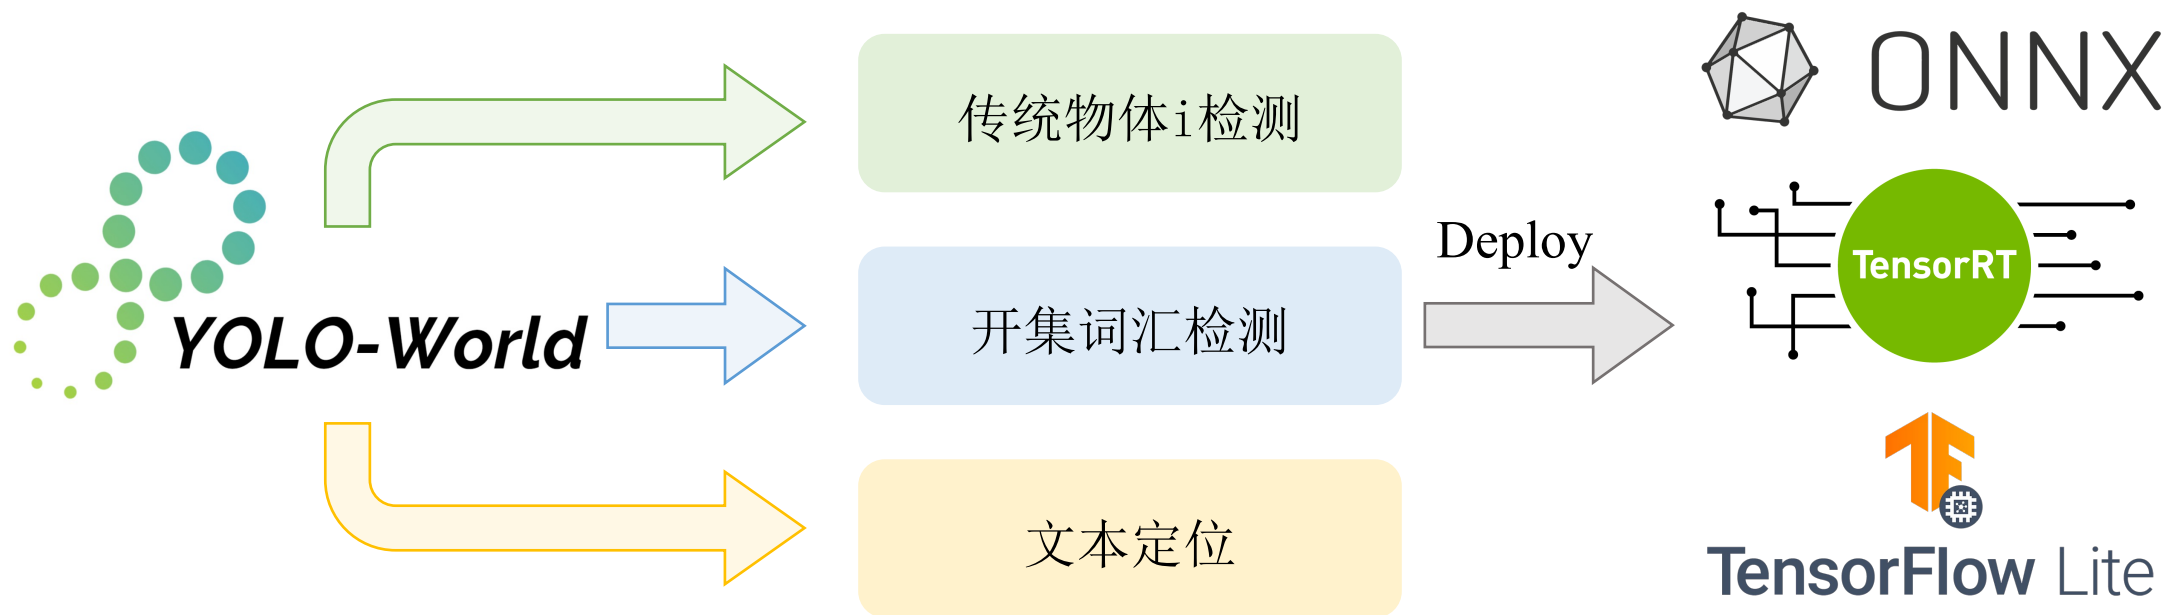 YOLO-World
传统物体i检测
开集词汇检测
文本定位
Deploy
ONNX
TensorRT
TensorFlow Lite